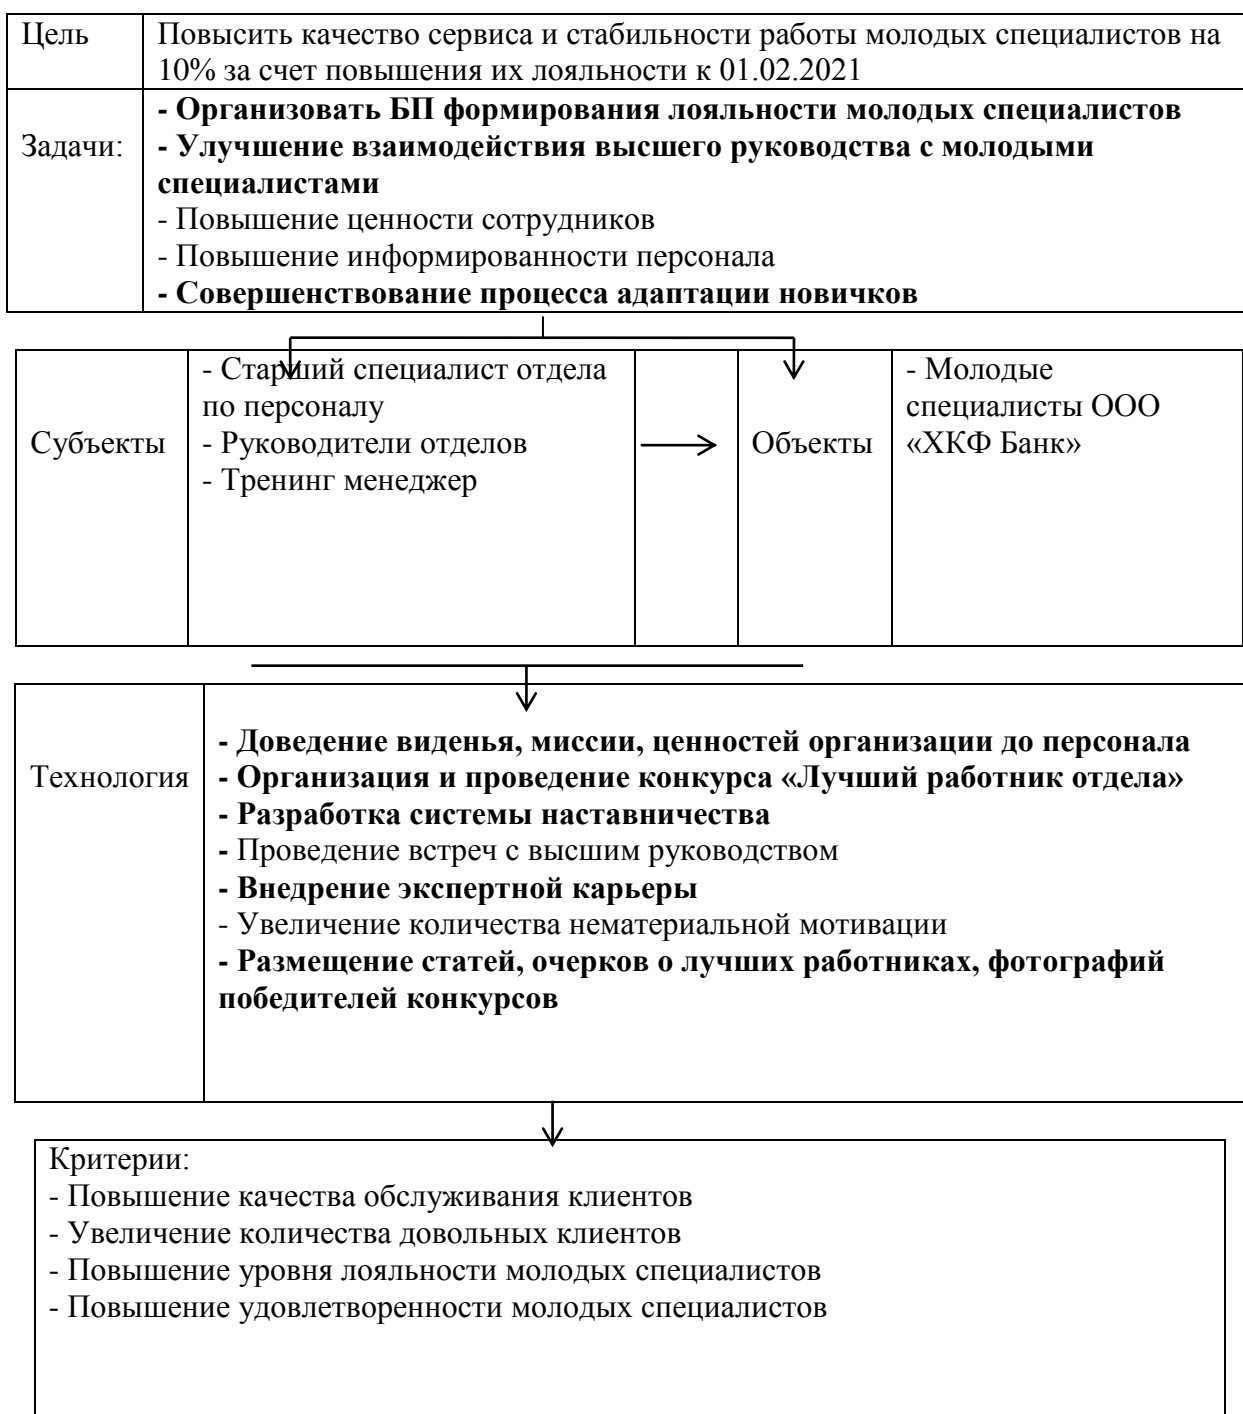 Цель
Повысить качество сервиса и стабильности работы молодых специалистов на
10% за счет повышения их лояльности к 01.02.2021
Задачи:
- Организовать БП формирования лояльности молодых специалистов
- Улучшение взаимодействия высшего руководства с молодыми
специалистами
- Повышение ценности сотрудников
- Повышение информированности персонала
- Совершенствование процесса адаптации новичков
Субъекты
- Старший специалист отдела
по персоналу
- Руководители отделов
- Тренинг менеджер
Объекты
- Молодые
специалисты ООО
«ХКФ Банк»
Технология
- Доведение виденья, миссии, ценностей организации до персонала
- Организация и проведение конкурса «Лучший работник отдела»
- Разработка системы наставничества
- Проведение встреч с высшим руководством
- Внедрение экспертной карьеры
- Увеличение количества нематериальной мотивации
- Размещение статей, очерков о лучших работниках, фотографий
победителей конкурсов
Критерии:
- Повышение качества обслуживания клиентов
- Увеличение количества довольных клиентов
- Повышение уровня лояльности молодых специалистов
- Повышение удовлетворенности молодых специалистов